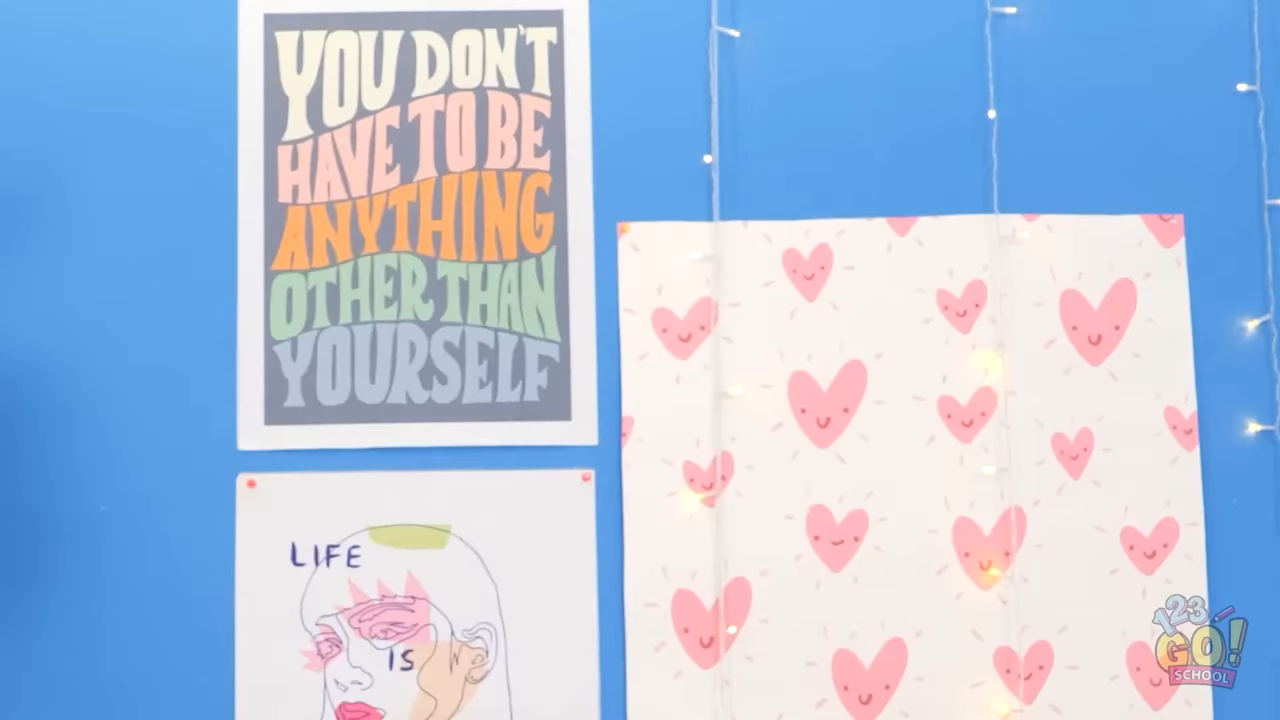 YOU DON'T
HAVE TO BE
ANYTHING
OTHER THAN
YOURSELF
LIFE
IS
123
GO!
SCHOOL